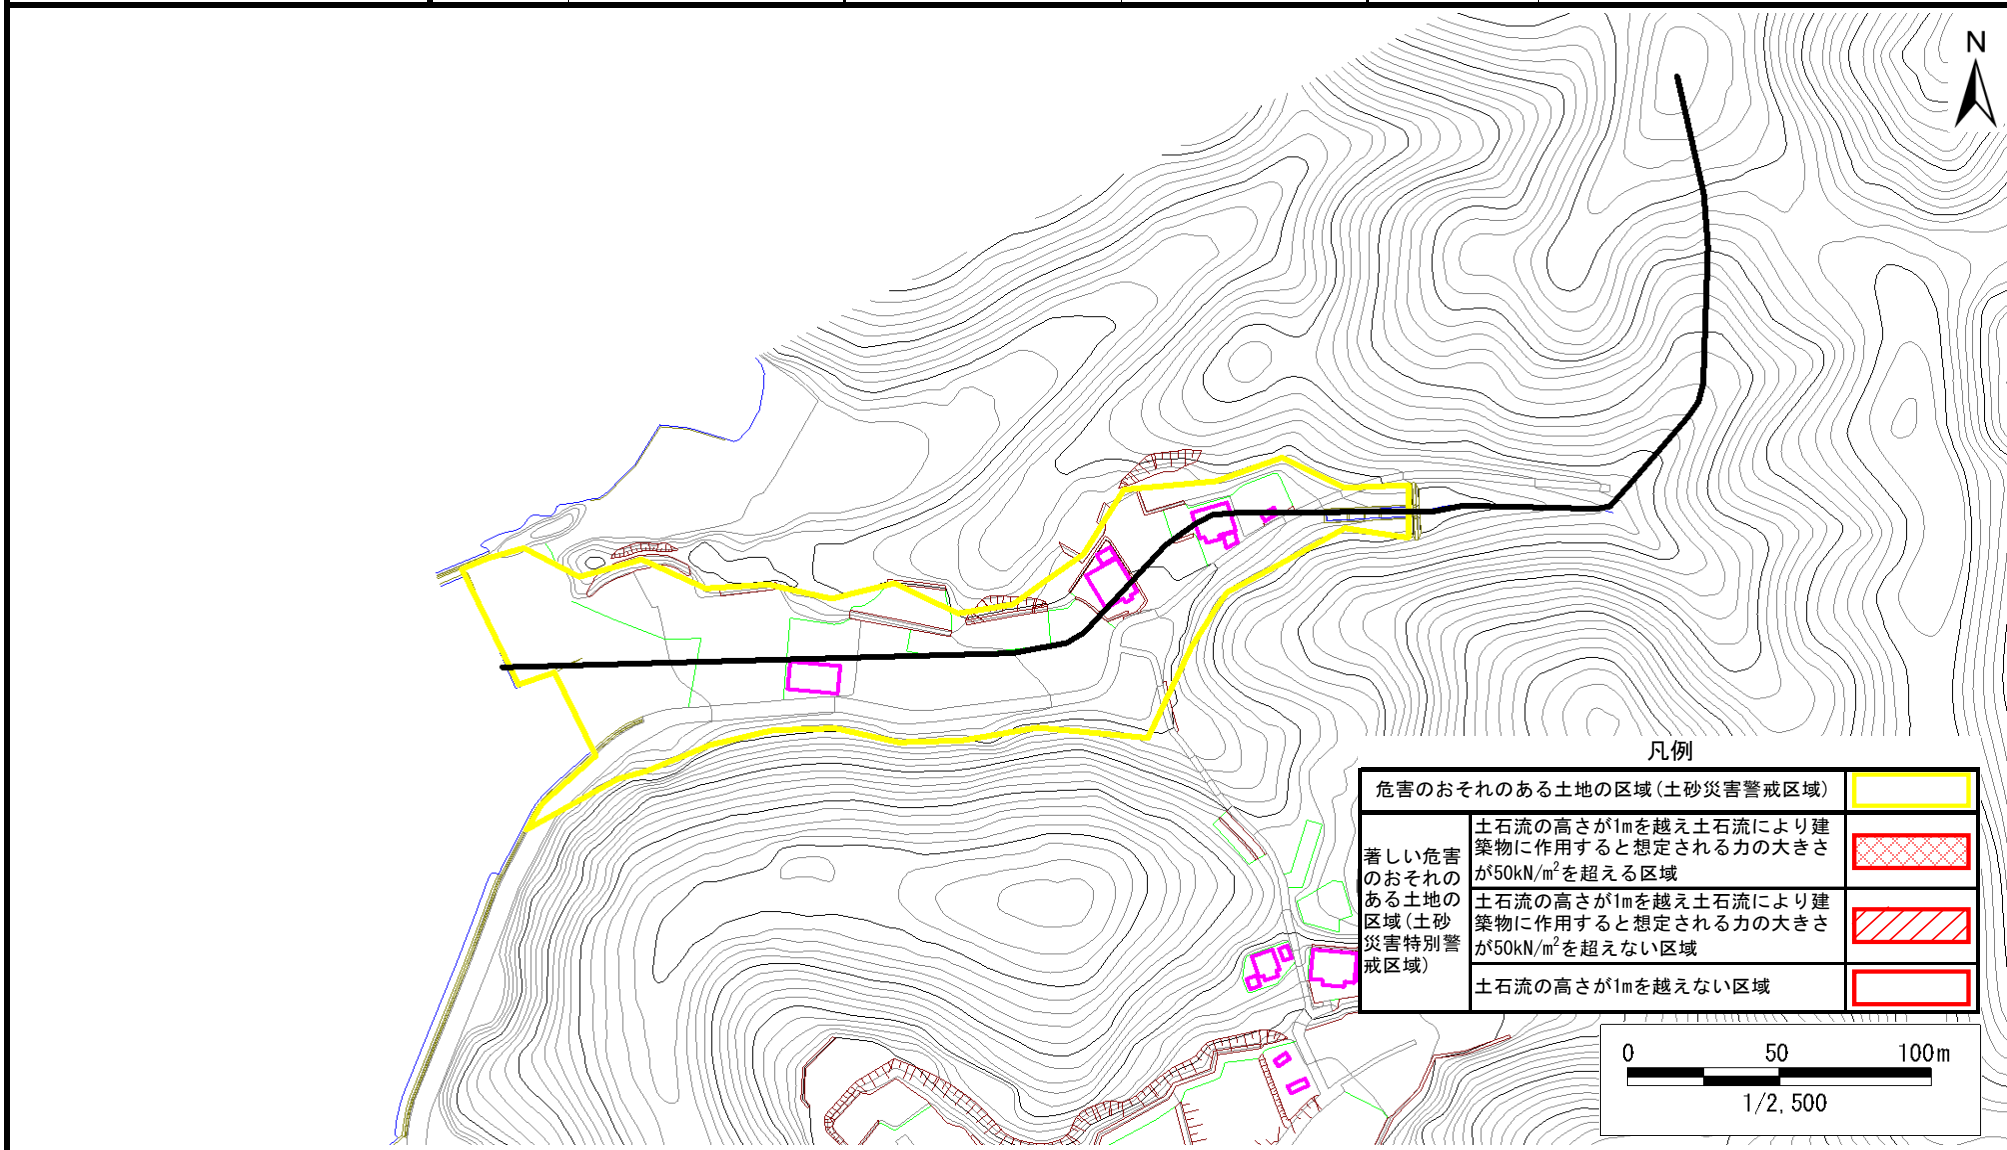 N
凡例
危害のおそれのある土地の区域(土砂災害警戒区域)
著しい危害
のおそれの
ある土地の
区域(土砂
災害特別警
戒区域)
土石流の高さが1mを越え土石流により建
築物に作用すると想定される力の大きさ
が50kN/m²を超える区域
土石流の高さが1mを越え土石流により建
築物に作用すると想定される力の大きさ
が50kN/m²を超えない区域
土石流の高さが1mを越えない区域
0 50 100m
1/2,500